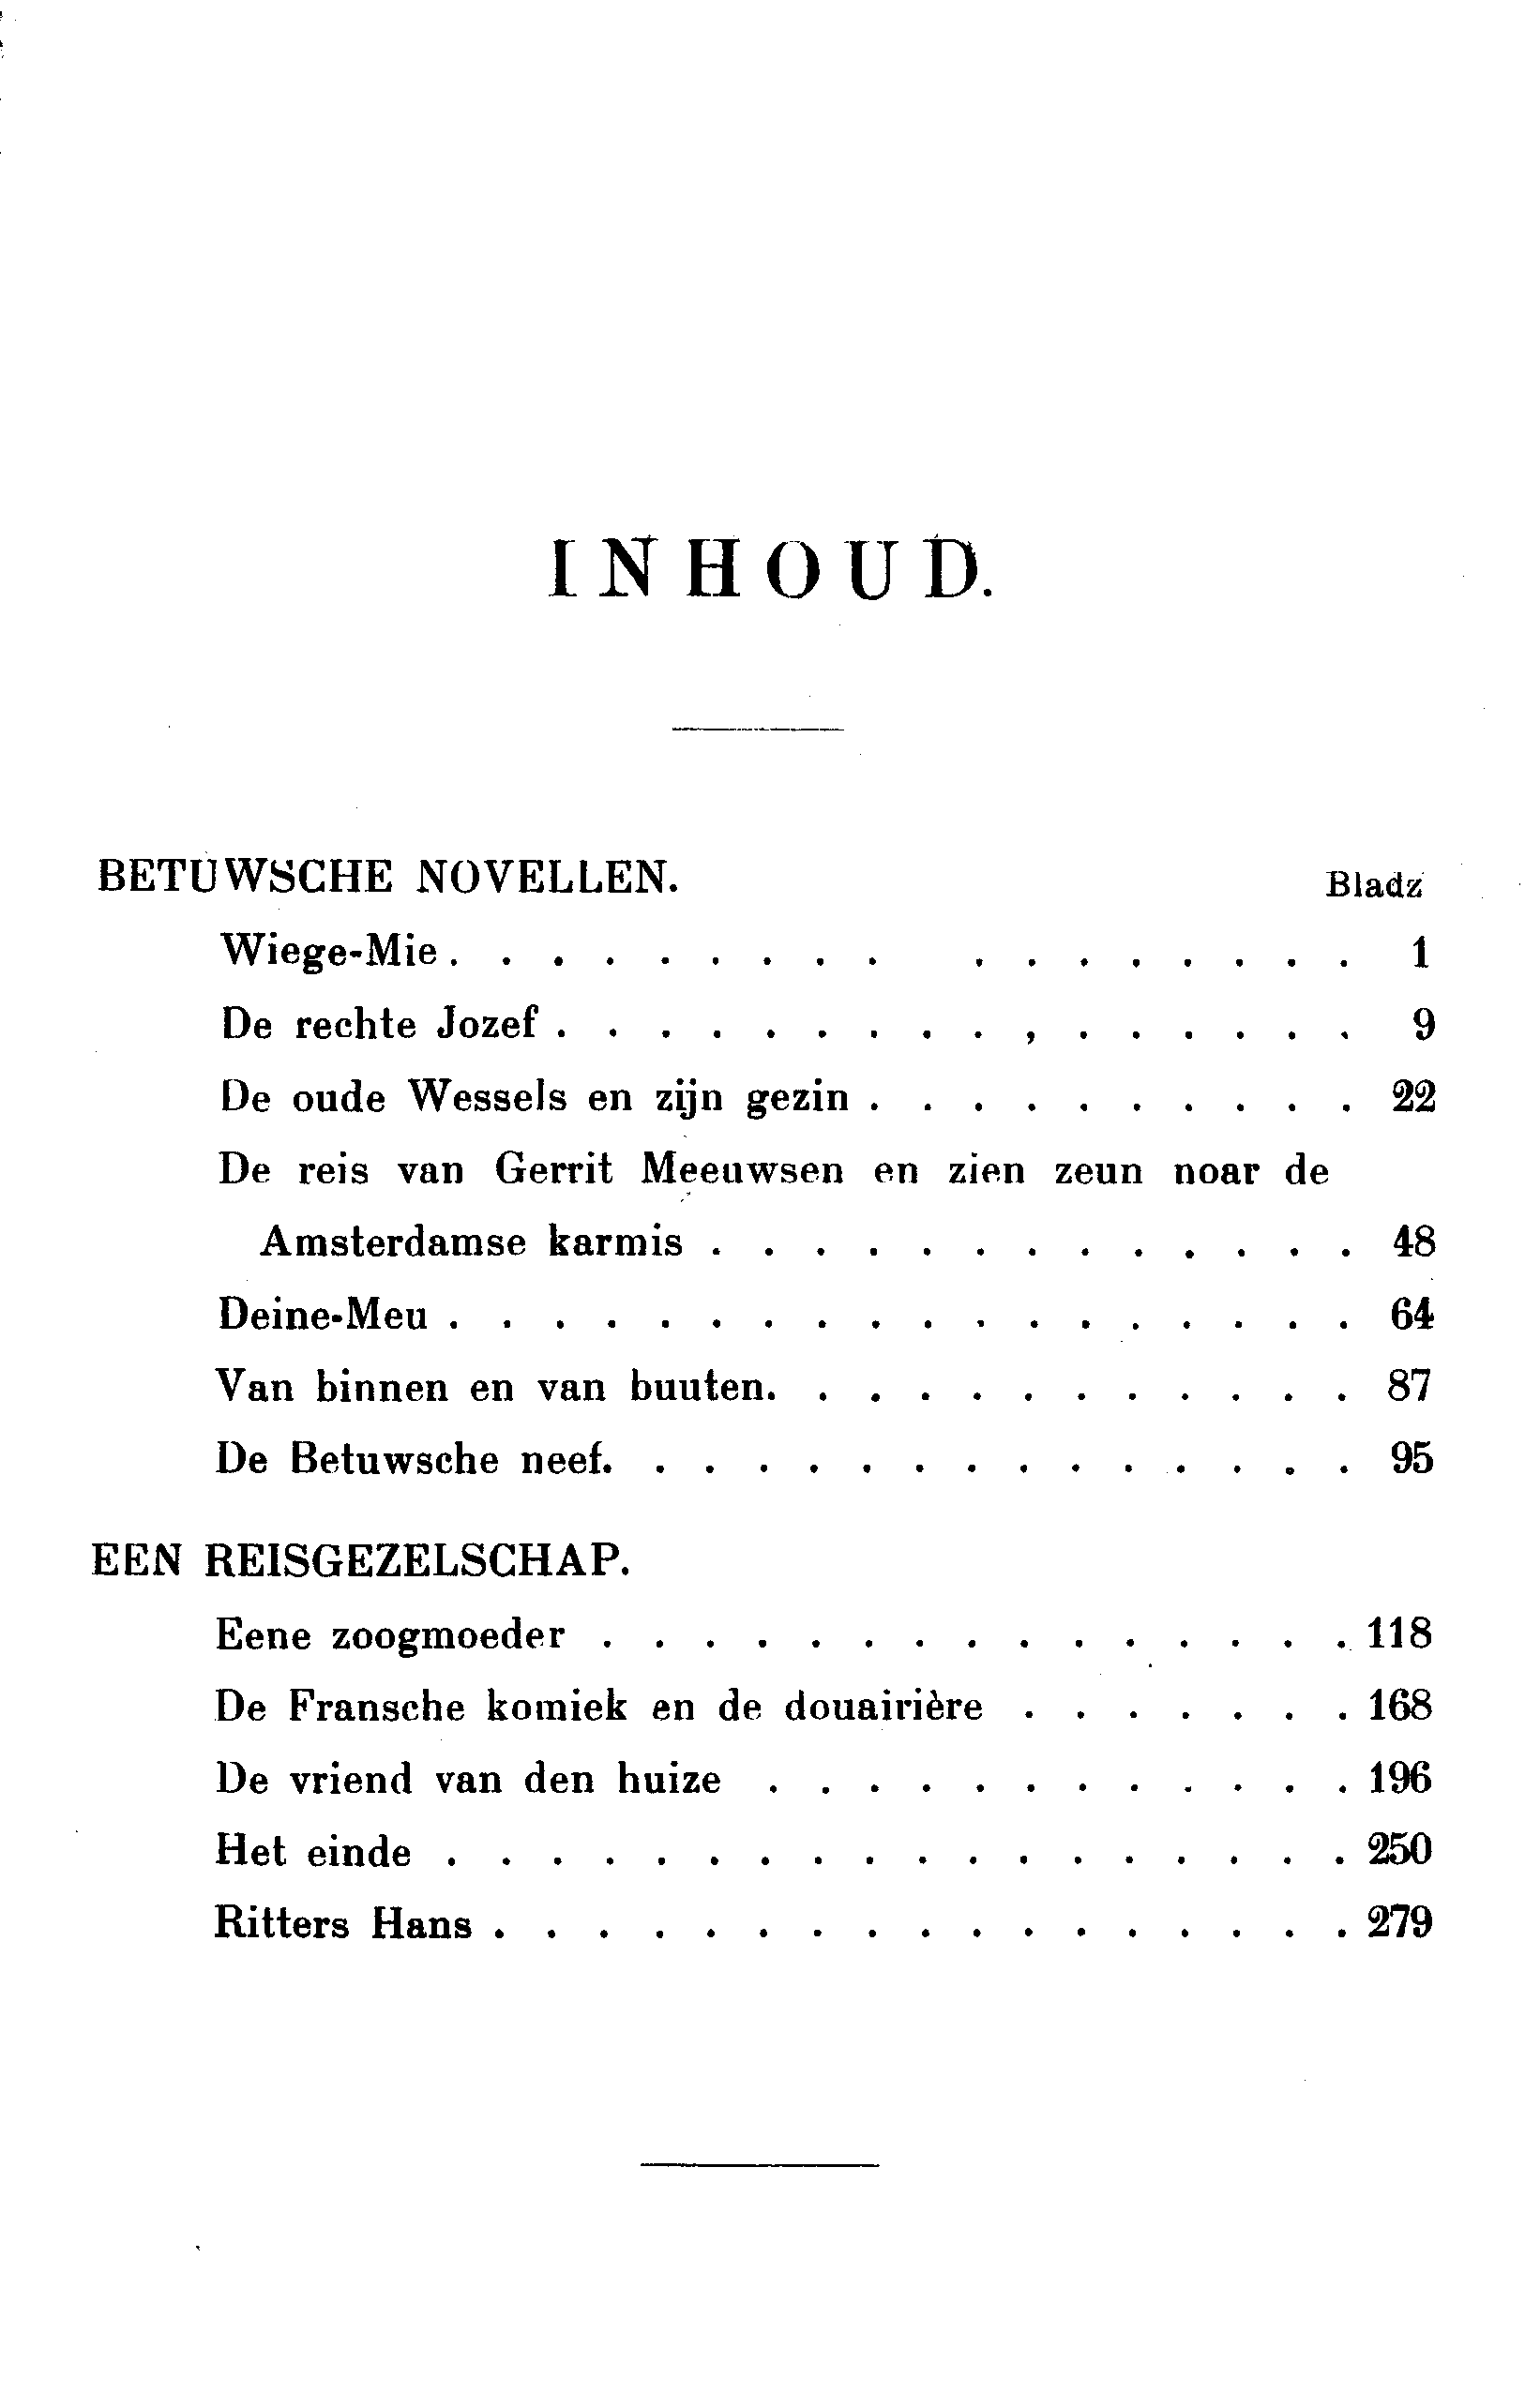 INHOUD.
BETUWSCHE NOVELLEN. Bladz
Wiege-Mie . . . . . . . . . . . . . . . . . 1
De rechte Jozef . . . . . . . . . , . . . . . . 9
De oude Wessels en zijn gezin . . . . . . . . . . 22
De reis van Gerrit Meeuwsen en zien zeun noar de
Amsterdamse karmis . . . . . . . . . . . . . 48
Deine-Meu . . . . . . . . . . . . . . . . . . 64
Van binnen en van buuten. . . . . . . . . . . . 87
De Betuwsche neef. . . . . . . . . . . . . . . 95
EEN REISGEZELSCHAP.
Eene zoogmoeder . . . . . . . . . . . . . . . 118
De Fransche komiek en de douairière . . . . . . . 168
De vriend van den huize . . . . . . . . . . . . 196
Het einde . . . . . . . . . . . . . . . . . . 250
Ritters Hans . . . . . . . . . . . . . . . . . 279